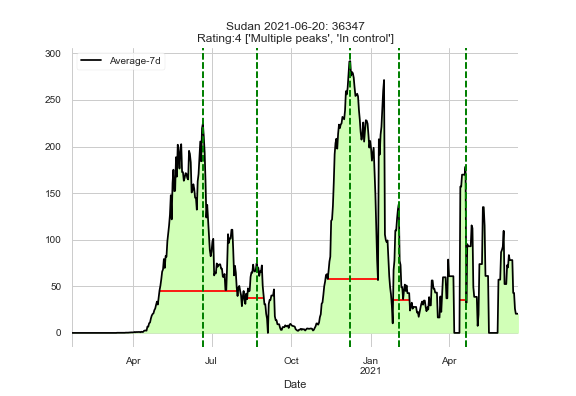 Sudan 2021-06-20: 36347
Rating:4 ['Multiple peaks', 'In control']
Average-7d
300
250
200
150
100
50
0
Apr Jul Oct Jan Apr
2021
Date